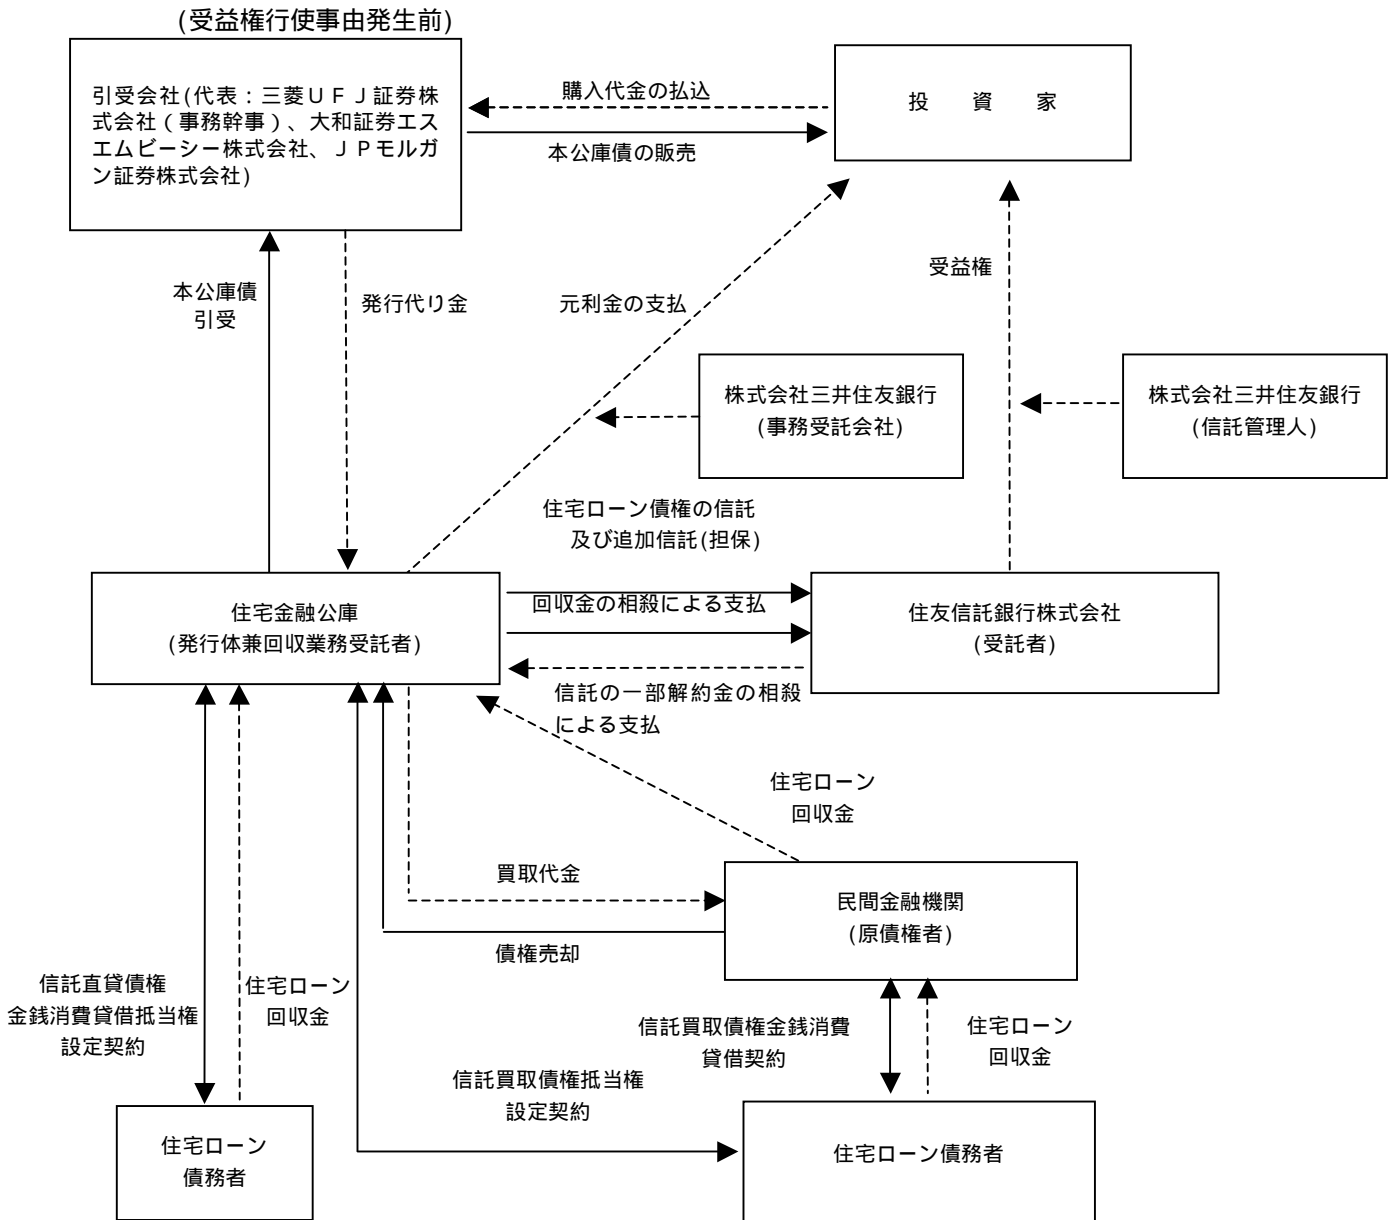 (受益権行使事由発生前)
引受会社(代表：三菱ＵＦＪ証券株
式会社（事務幹事）、大和証券エス
エムビーシー株式会社、ＪＰモルガ
ン証券株式会社)
購入代金の払込
本公庫債の販売
投　資　家
本公庫債
引受
発行代り金
元利金の支払
受益権
株式会社三井住友銀行
(事務受託会社)
株式会社三井住友銀行
(信託管理人)
住宅ローン債権の信託
及び追加信託(担保)
住宅金融公庫
(発行体兼回収業務受託者)
回収金の相殺による支払
住友信託銀行株式会社
(受託者)
信託の一部解約金の相殺
による支払
住宅ローン
回収金
買取代金
債権売却
民間金融機関
(原債権者)
信託直貸債権
金銭消費貸借抵当権
設定契約
住宅ローン
回収金
信託買取債権金銭消費
貸借契約
住宅ローン
回収金
信託買取債権抵当権
設定契約
住宅ローン
債務者
住宅ローン債務者